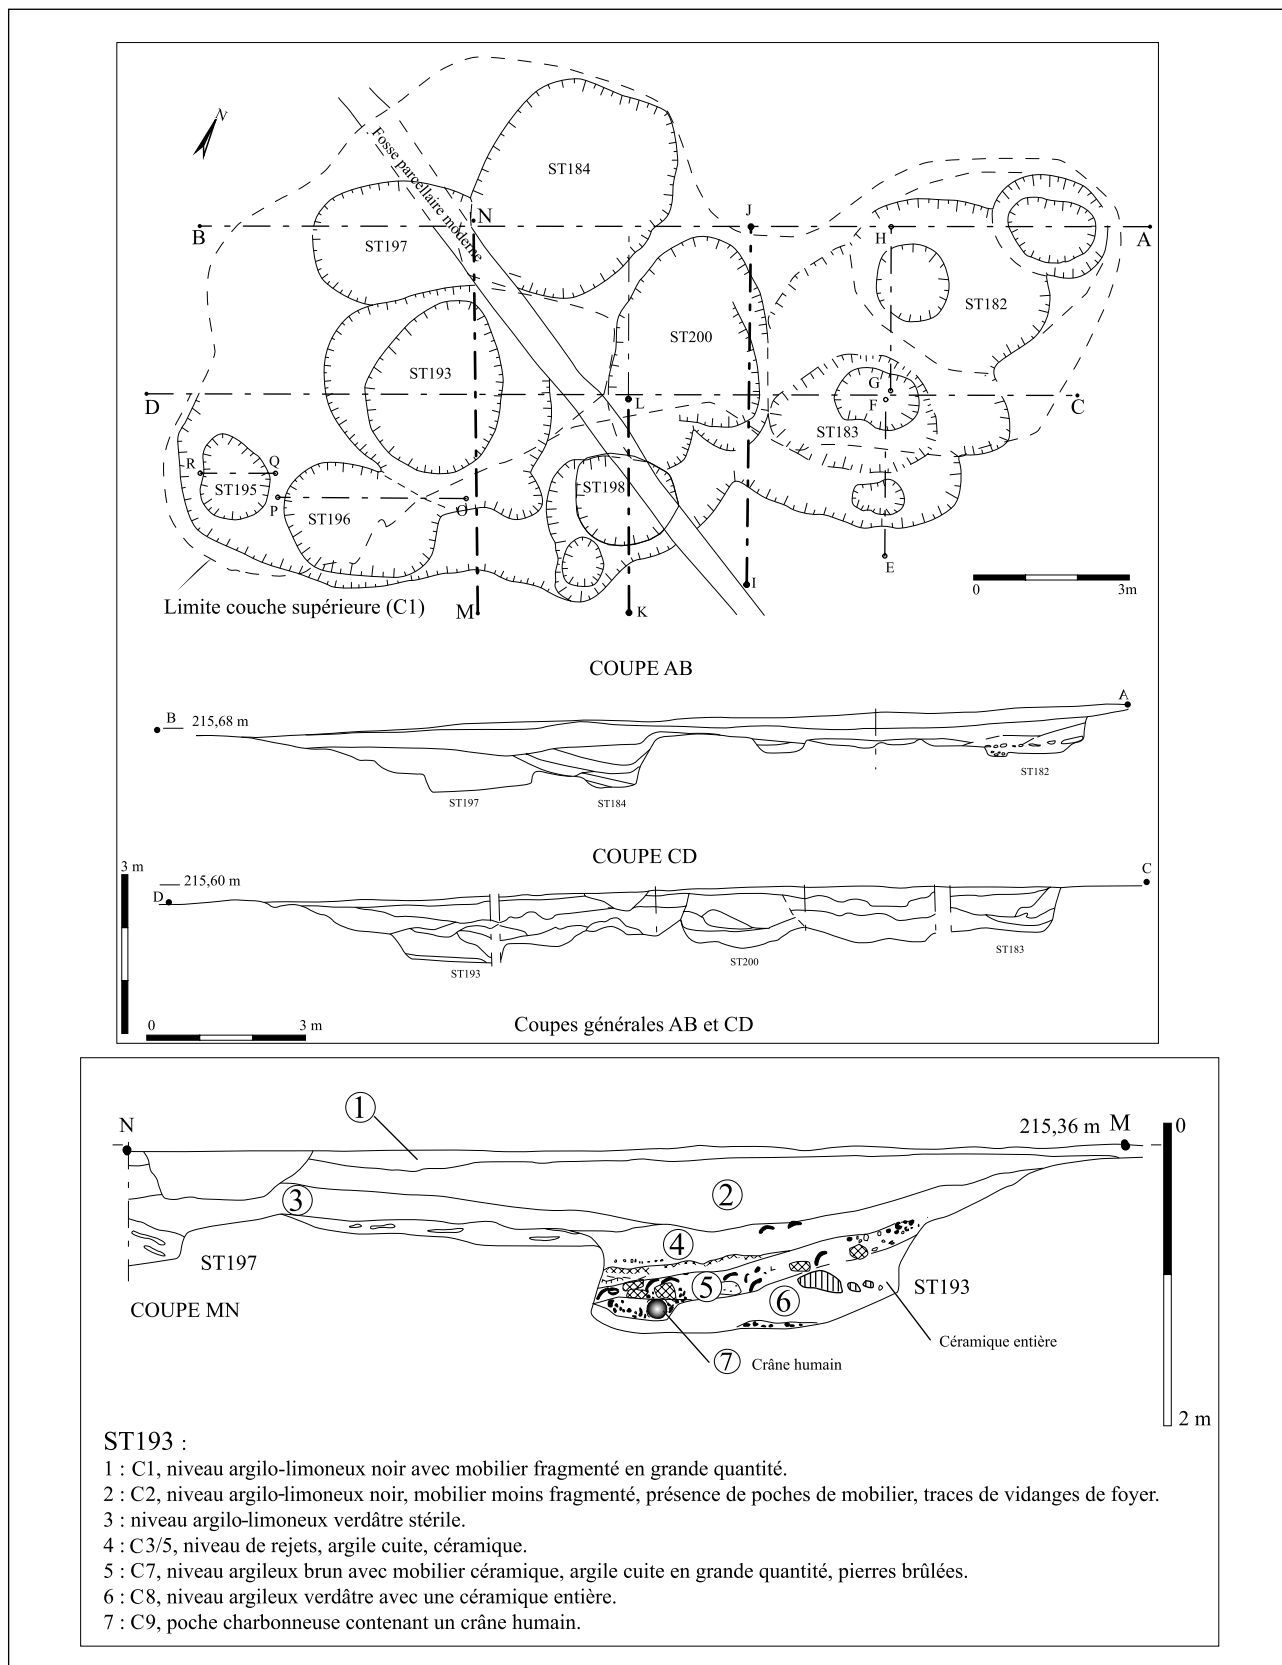 N
Fosse parcellaire moderne
ST184
B
N
J
H
A
ST197
ST182
ST200
ST193
D
L
G
F
C
ST183
R
Q
ST195
P
ST196
O
ST198
I
E
M
K
Limite couche supérieure (C1)
0
3m
COUPE AB
B
215,68 m
A
ST197
ST184
ST182
COUPE CD
3 m
D
215,60 m
C
ST193
ST200
ST183
0
3 m
Coupes générales AB et CD
N
1
215,36 m
M
0
3
2
4
5
6
ST197
ST193
COUPE MN
Céramique entière
7
Crâne humain
2 m
ST193 :
1 : C1, niveau argilo-limoneux noir avec mobilier fragmenté en grande quantité.
2 : C2, niveau argilo-limoneux noir, mobilier moins fragmenté, présence de poches de mobilier, traces de vidanges de foyer.
3 : niveau argilo-limoneux verdâtre stérile.
4 : C3/5, niveau de rejets, argile cuite, céramique.
5 : C7, niveau argileux brun avec mobilier céramique, argile cuite en grande quantité, pierres brûlées.
6 : C8, niveau argileux verdâtre avec une céramique entière.
7 : C9, poche charbonneuse contenant un crâne humain.